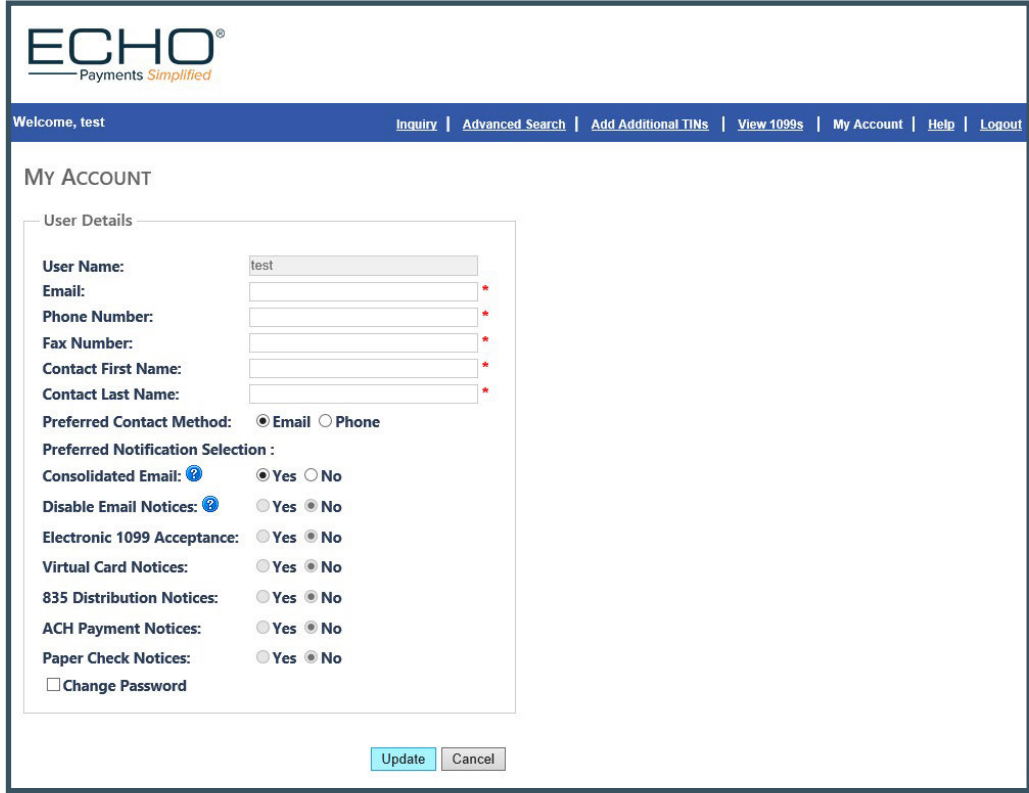 ECHO®
Payments Simplified
Welcome, test
Inquiry | Advanced Search | Add Additional TINs | View 1099s | My Account | Help | Logout
MY ACCOUNT
User Details
User Name: test
Email: *
Phone Number: *
Fax Number: *
Contact First Name: *
Contact Last Name: *
Preferred Contact Method: Email Phone
Preferred Notification Selection :
Consolidated Email: ? Yes No
Disable Email Notices: ? Yes No
Electronic 1099 Acceptance: Yes No
Virtual Card Notices: Yes No
835 Distribution Notices: Yes No
ACH Payment Notices: Yes No
Paper Check Notices: Yes No
Change Password
Update Cancel